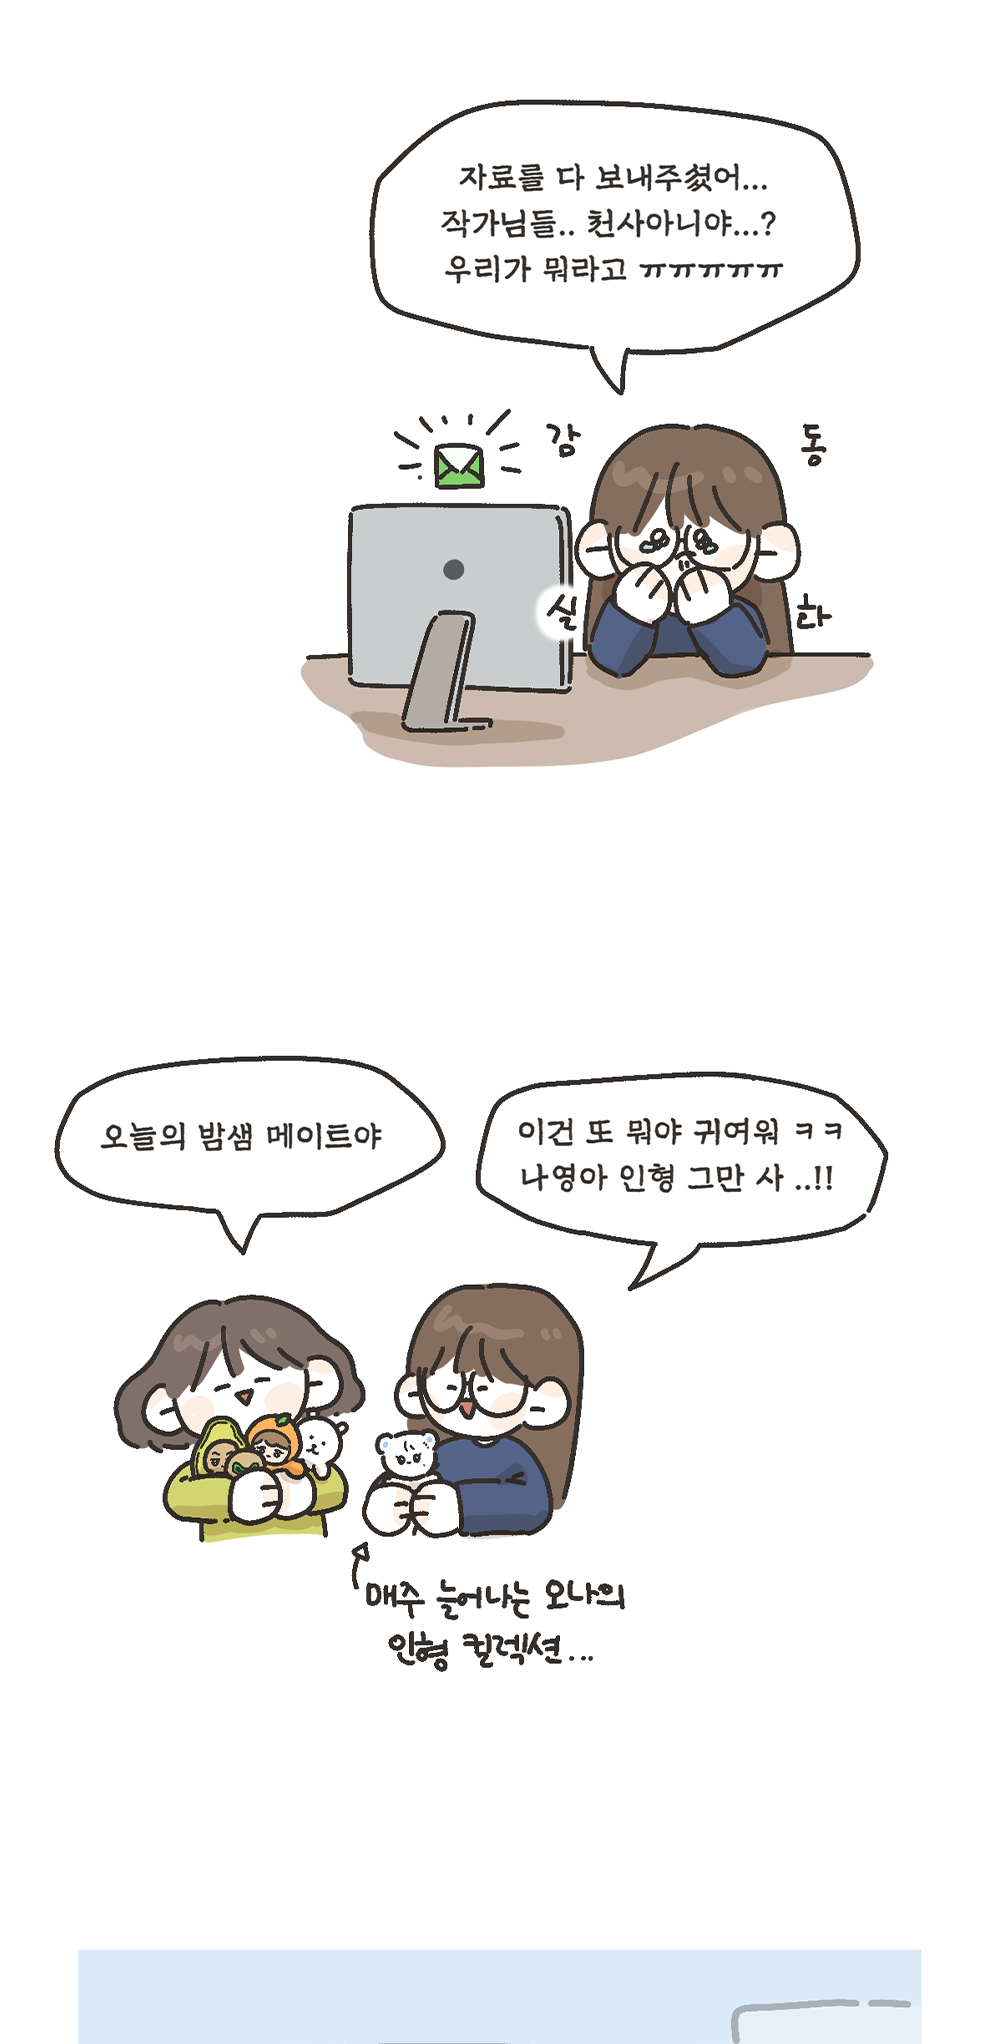 자료를 다 보내주셨어...
작가님들.. 천사아니야...?
우리가 뭐라고 ㅠㅠㅠㅠㅠ
감 동
실 화
오늘의 밤샘 메이트야
이건 또 뭐야 귀여워 ㅋㅋ
나영아 인형 그만 사 ..!!
매주 늘어나는 오나의
인형 컬렉션...